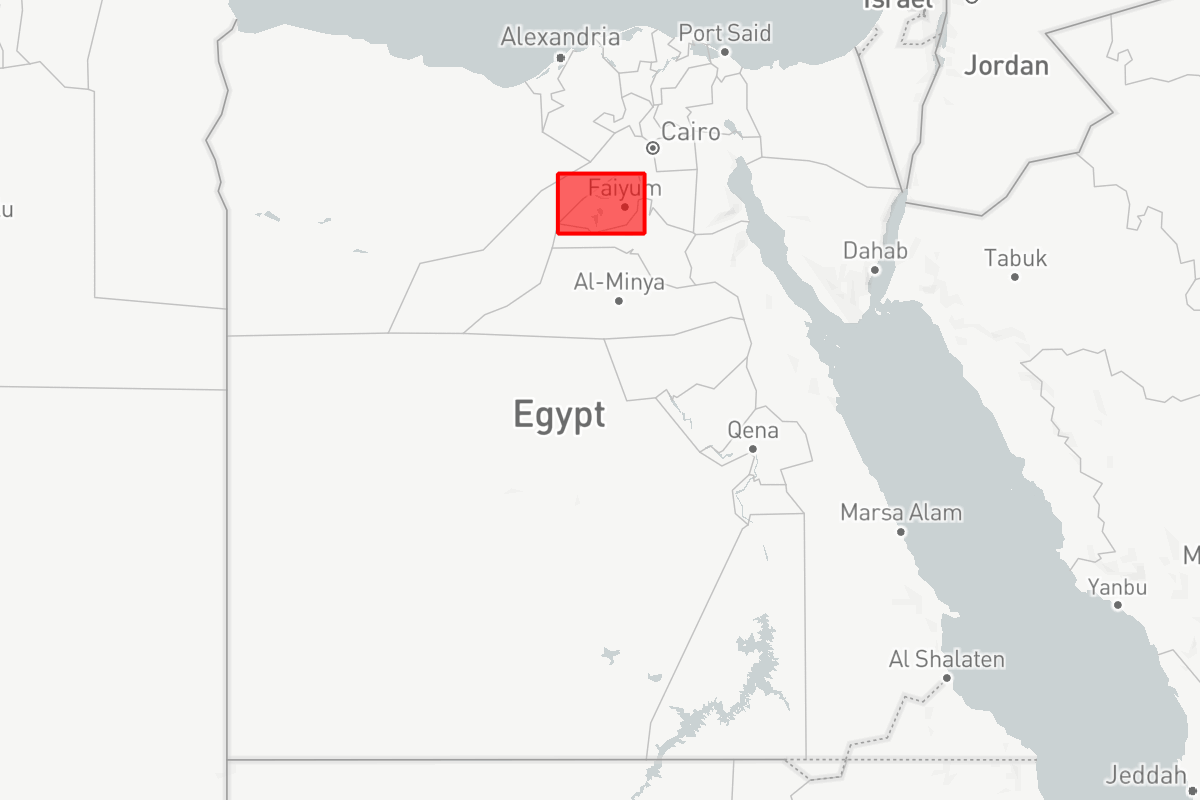 Israel
Alexandria
Port Said
Jordan
Cairo
Faiyum
Dahab
Tabuk
Al-Minya
Egypt
Qena
Marsa Alam
Yanbu
Al Shalaten
Jeddah